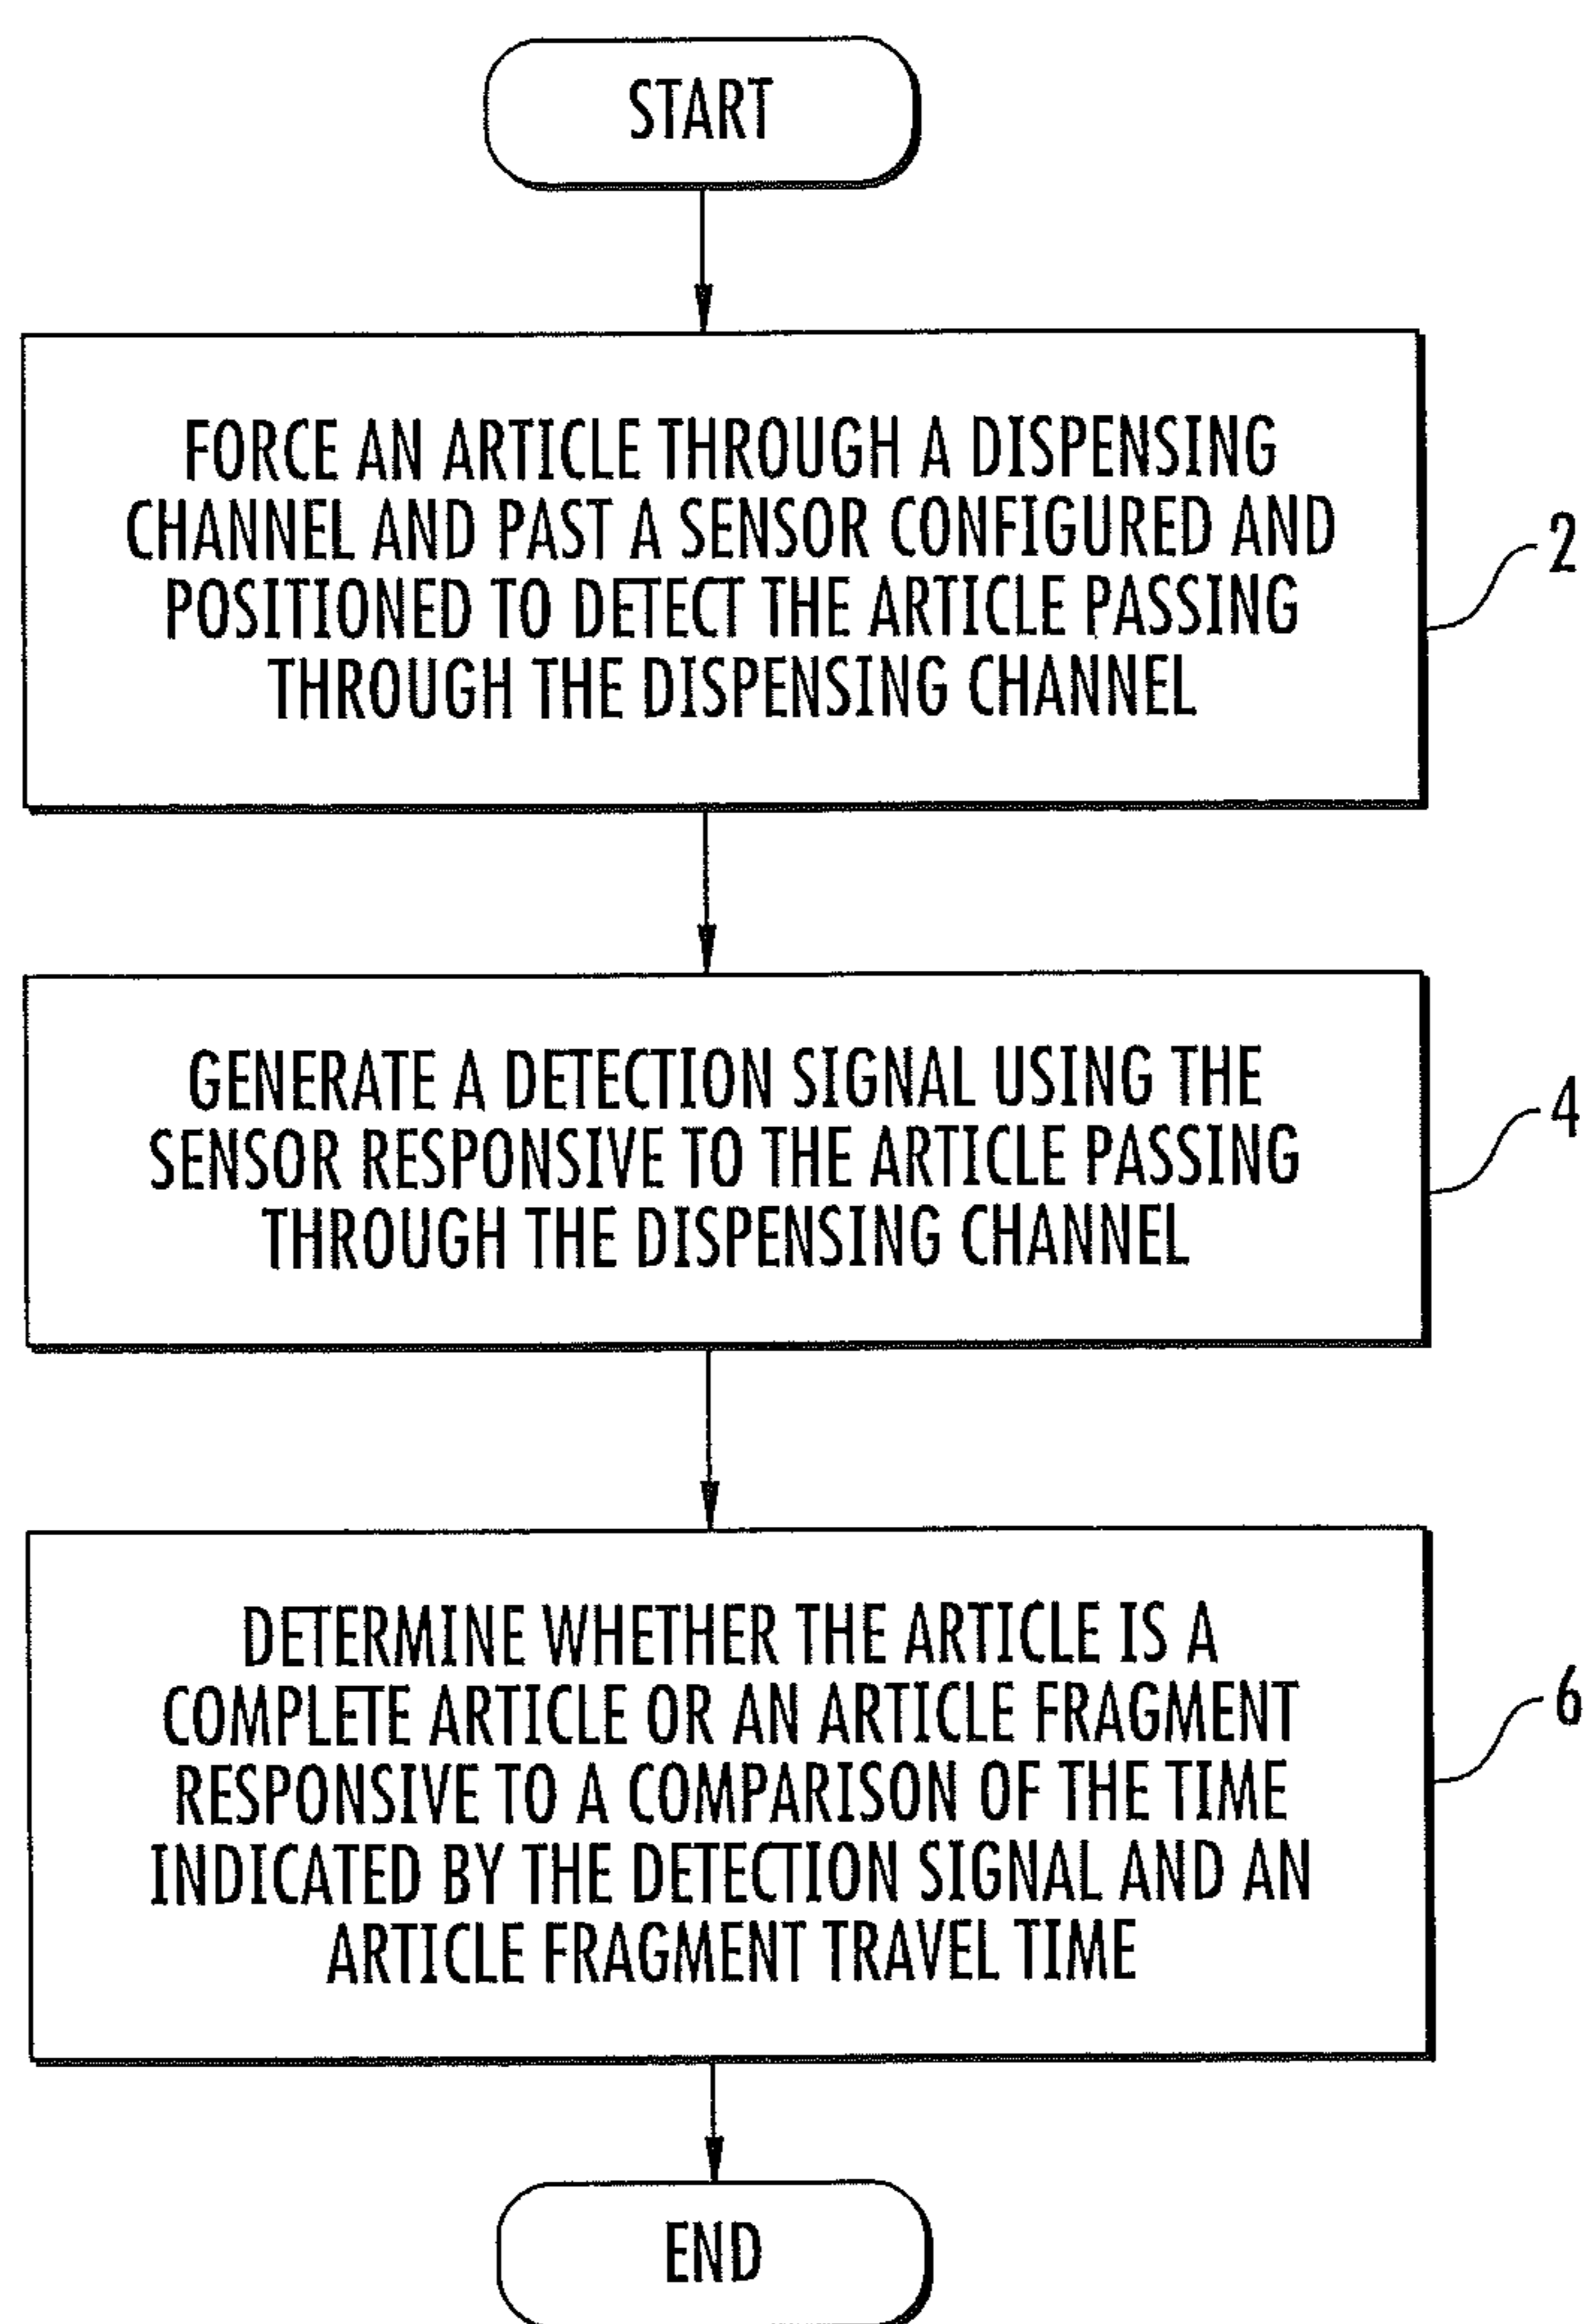 START
FORCE AN ARTICLE THROUGH A DISPENSING
CHANNEL AND PAST A SENSOR CONFIGURED AND
POSITIONED TO DETECT THE ARTICLE PASSING
THROUGH THE DISPENSING CHANNEL
2
GENERATE A DETECTION SIGNAL USING THE
SENSOR RESPONSIVE TO THE ARTICLE PASSING
THROUGH THE DISPENSING CHANNEL
4
DETERMINE WHETHER THE ARTICLE IS A
COMPLETE ARTICLE OR AN ARTICLE FRAGMENT
RESPONSIVE TO A COMPARISON OF THE TIME
INDICATED BY THE DETECTION SIGNAL AND AN
ARTICLE FRAGMENT TRAVEL TIME
6
END